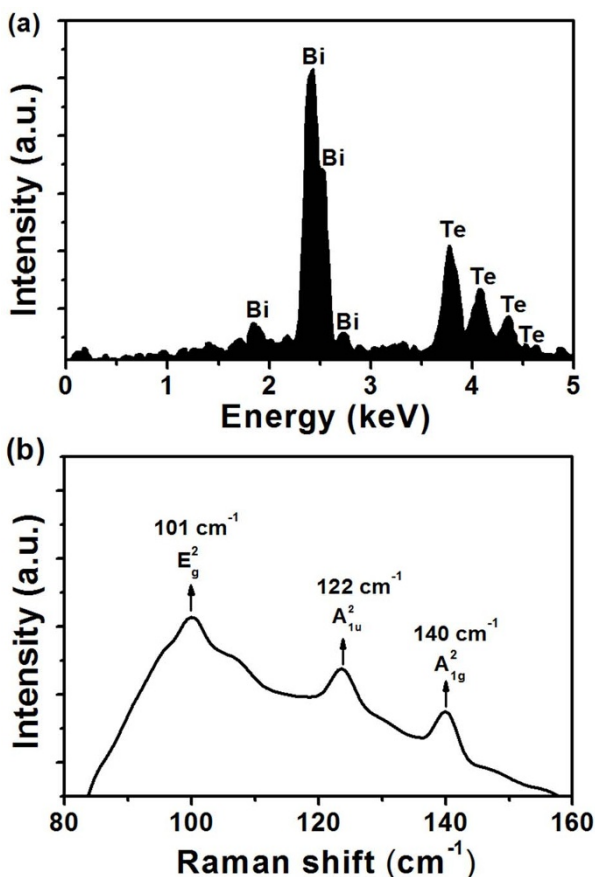 (a)
Intensity (a.u.)
Bi
Bi
Bi
Bi
Te
Te
Te
Te
0 1 2 3 4 5
Energy (keV)
(b)
Intensity (a.u.)
101 cm⁻¹
E²g
122 cm⁻¹
A²1u
140 cm⁻¹
A²1g
80 100 120 140 160
Raman shift (cm⁻¹)